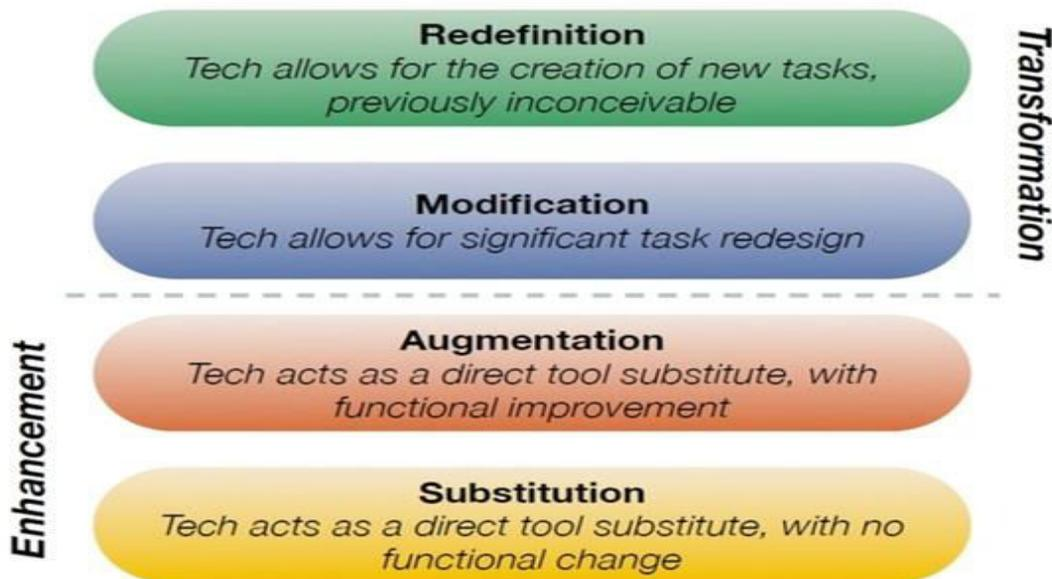 Redefinition
Tech allows for the creation of new tasks,
previously inconceivable
Modification
Tech allows for significant task redesign
Transformation
Augmentation
Tech acts as a direct tool substitute, with
functional improvement
Substitution
Tech acts as a direct tool substitute, with no
functional change
Enhancement